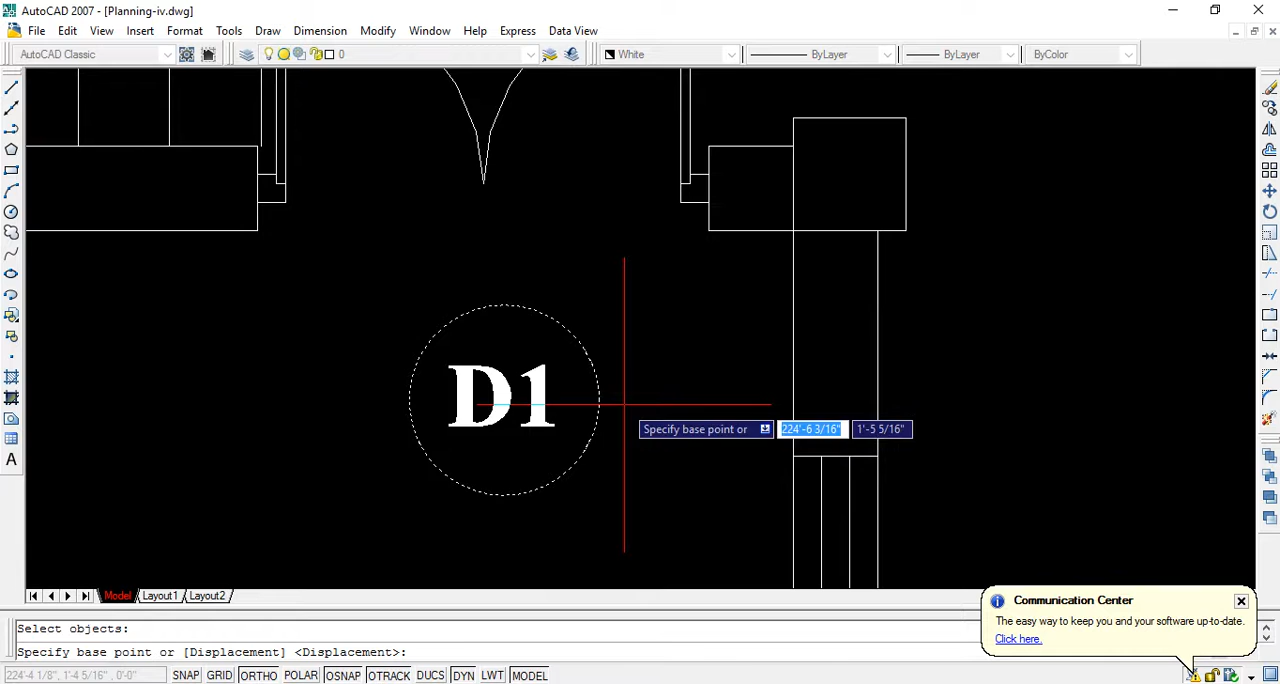 AutoCAD 2007 - [Planning-iv.dwg]
File Edit View Insert Format Tools Draw Dimension Modify Window Help Express Data View
AutoCAD Classic 0 White ByLayer ByLayer ByColor
D1
Specify base point or 224'-6 3/16" 1'-5 5/16"
A
Model Layout1 Layout2
Communication Center
The easy way to keep you and your software up-to-date.
Click here.
Select objects:
Specify base point or [Displacement] <Displacement>:
224'-4 1/8", 1'-4 5/16", 0'-0" SNAP GRID ORTHO POLAR OSNAP OTRACK DUCS DYN LWT MODEL